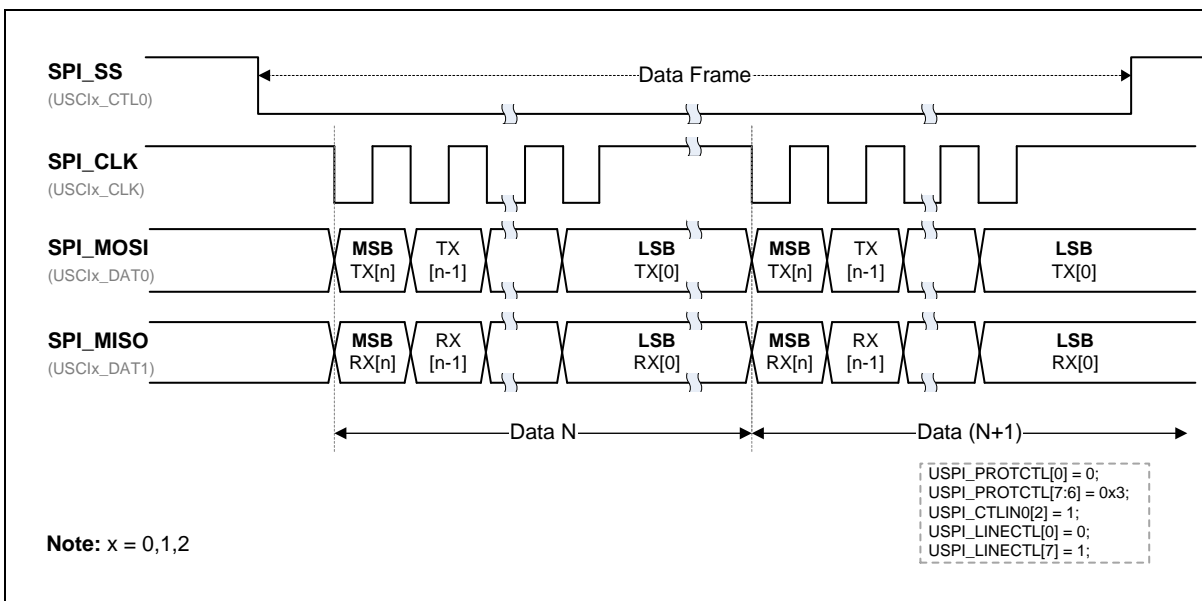 SPI_SS
(USCIx_CTL0)
Data Frame
SPI_CLK
(USCIx_CLK)
SPI_MOSI
(USCIx_DAT0)
MSB
TX[n]
TX
[n-1]
LSB
TX[0]
MSB
TX[n]
TX
[n-1]
LSB
TX[0]
SPI_MISO
(USCIx_DAT1)
MSB
RX[n]
RX
[n-1]
LSB
RX[0]
MSB
RX[n]
RX
[n-1]
LSB
RX[0]
Data N
Data (N+1)
USPI_PROTCTL[0] = 0;
USPI_PROTCTL[7:6] = 0x3;
USPI_CTLIN0[2] = 1;
USPI_LINECTL[0] = 0;
USPI_LINECTL[7] = 1;
Note: x = 0,1,2